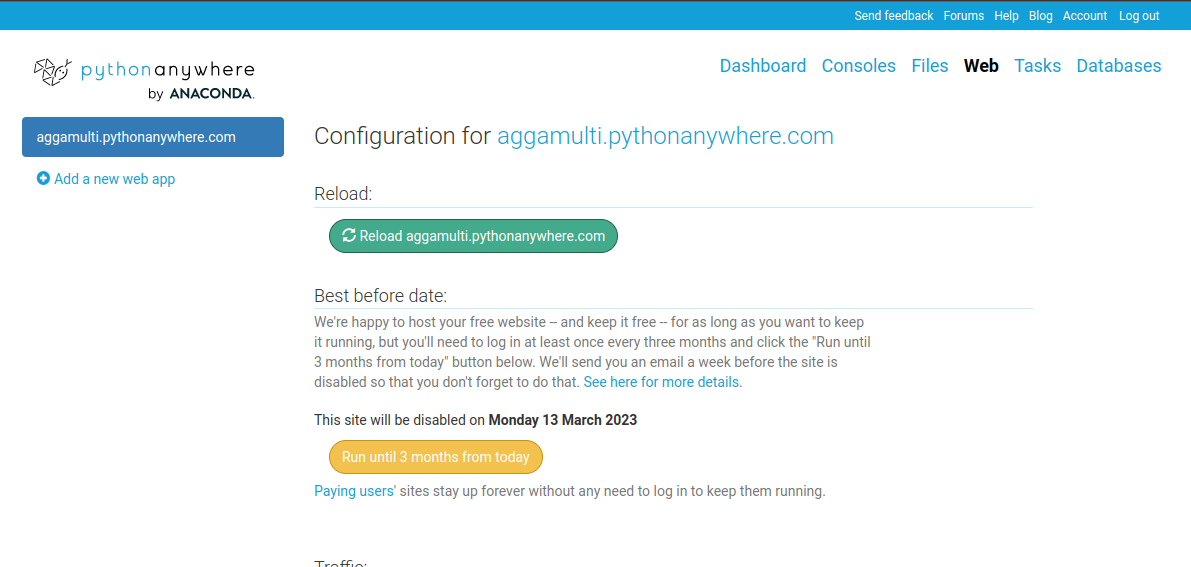 Send feedback Forums Help Blog Account Log out
pythonanywhere
by ANACONDA.
Dashboard Consoles Files Web Tasks Databases
aggamulti.pythonanywhere.com
Add a new web app
Configuration for aggamulti.pythonanywhere.com
Reload:
Reload aggamulti.pythonanywhere.com
Best before date:
We're happy to host your free website -- and keep it free -- for as long as you want to keep
it running, but you'll need to log in at least once every three months and click the "Run until
3 months from today" button below. We'll send you an email a week before the site is
disabled so that you don't forget to do that. See here for more details.
This site will be disabled on Monday 13 March 2023
Run until 3 months from today
Paying users' sites stay up forever without any need to log in to keep them running.
Traffic: